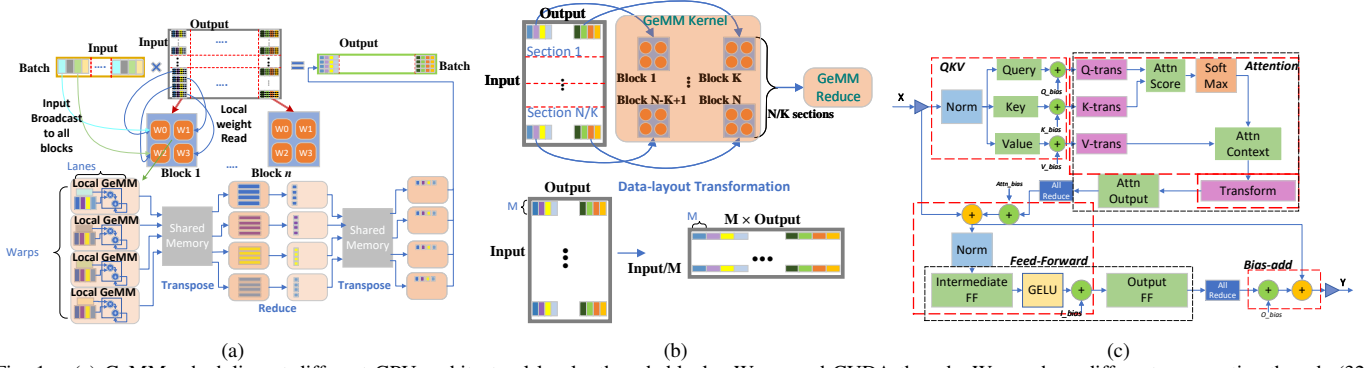 Output
Input
Input
Output
Batch
×
=
Batch
Input
Broadcast
to all
blocks
Local
weight
Read
W0 W1
W2 W3
W0 W1
W2 W3
Lanes
Block 1
Block n
Local GeMM
Local GeMM
Local GeMM
Local GeMM
Warps
Shared
Memory
Shared
Memory
Transpose
Reduce
Transpose
(a)
Output
GeMM Kernel
Section 1
Input
Section N/K
Block 1
Block K
Block N-K+1
Block N
N/K sections
GeMM
Reduce
Data-layout Transformation
Output
M
Input
M
M × Output
Input/M
(b)
QKV
Attention
X
Norm
Query
Key
Value
Q_bias
K_bias
V_bias
Q-trans
K-trans
V-trans
Attn
Score
Soft
Max
Attn
Context
Transform
Attn
Output
All
Reduce
Attn_bias
Norm
Feed-Forward
Intermediate
FF
GELU
I_bias
Output
FF
All
Reduce
Bias-add
O_bias
Y
(c)